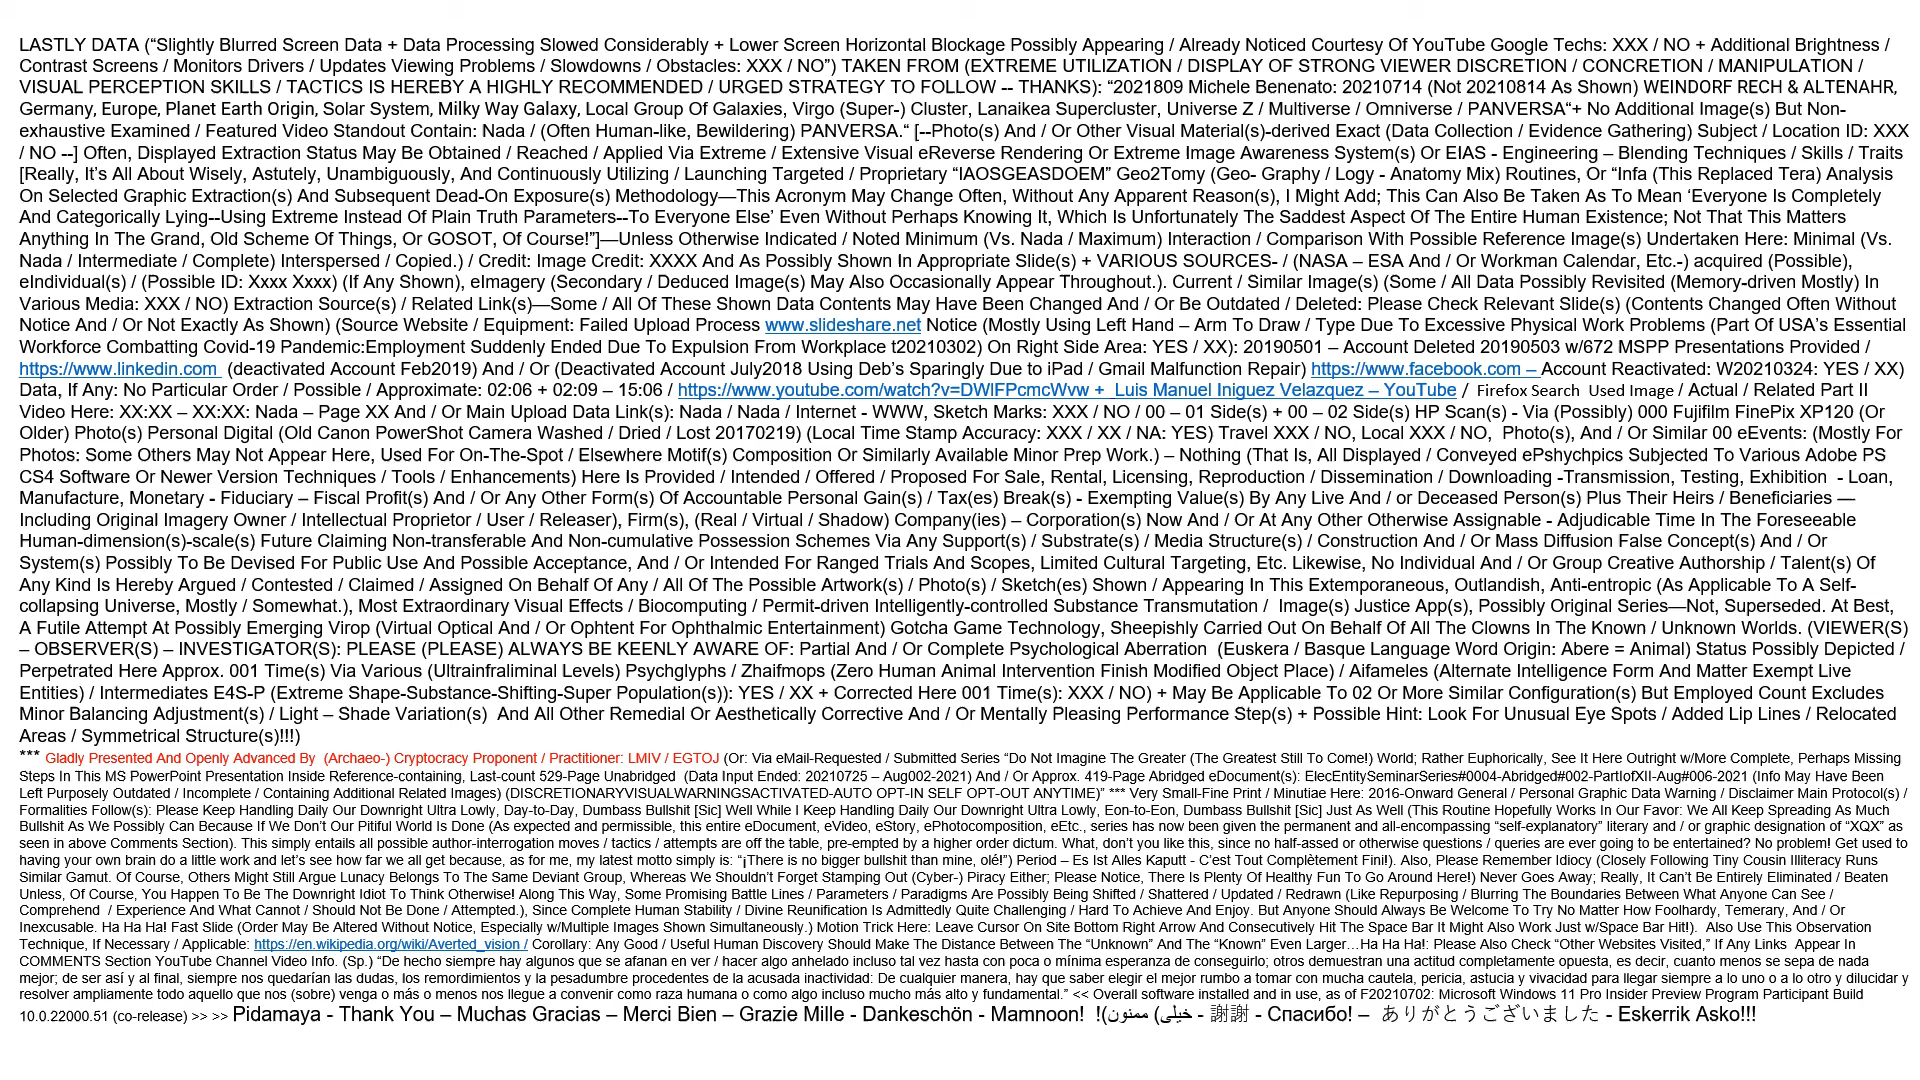 LASTLY DATA (“Slightly Blurred Screen Data + Data Processing Slowed Considerably + Lower Screen Horizontal Blockage Possibly Appearing / Already Noticed Courtesy Of YouTube Google Techs: XXX / NO + Additional Brightness /
Contrast Screens / Monitors Drivers / Updates Viewing Problems / Slowdowns / Obstacles: XXX / NO”) TAKEN FROM (EXTREME UTILIZATION / DISPLAY OF STRONG VIEWER DISCRETION / CONCRETION / MANIPULATION /
VISUAL PERCEPTION SKILLS / TACTICS IS HEREBY A HIGHLY RECOMMENDED / URGED STRATEGY TO FOLLOW -- THANKS): “2021809 Michele Benenato: 20210714 (Not 20210814 As Shown) WEINDORF RECH & ALTENAHR,
Germany, Europe, Planet Earth Origin, Solar System, Milky Way Galaxy, Local Group Of Galaxies, Virgo (Super-) Cluster, Lanaikea Supercluster, Universe Z / Multiverse / Omniverse / PANVERSA“+ No Additional Image(s) But Non-
exhaustive Examined / Featured Video Standout Contain: Nada / (Often Human-like, Bewildering) PANVERSA.“ [--Photo(s) And / Or Other Visual Material(s)-derived Exact (Data Collection / Evidence Gathering) Subject / Location ID: XXX
/ NO --] Often, Displayed Extraction Status May Be Obtained / Reached / Applied Via Extreme / Extensive Visual eReverse Rendering Or Extreme Image Awareness System(s) Or EIAS - Engineering – Blending Techniques / Skills / Traits
[Really, It’s All About Wisely, Astutely, Unambiguously, And Continuously Utilizing / Launching Targeted / Proprietary “IAOSGEASDOEM” Geo2Tomy (Geo- Graphy / Logy - Anatomy Mix) Routines, Or “Infa (This Replaced Tera) Analysis
On Selected Graphic Extraction(s) And Subsequent Dead-On Exposure(s) Methodology—This Acronym May Change Often, Without Any Apparent Reason(s), I Might Add; This Can Also Be Taken As To Mean ‘Everyone Is Completely
And Categorically Lying--Using Extreme Instead Of Plain Truth Parameters--To Everyone Else’ Even Without Perhaps Knowing It, Which Is Unfortunately The Saddest Aspect Of The Entire Human Existence; Not That This Matters
Anything In The Grand, Old Scheme Of Things, Or GOSOT, Of Course!”]—Unless Otherwise Indicated / Noted Minimum (Vs. Nada / Maximum) Interaction / Comparison With Possible Reference Image(s) Undertaken Here: Minimal (Vs.
Nada / Intermediate / Complete) Interspersed / Copied.) / Credit: Image Credit: XXXX And As Possibly Shown In Appropriate Slide(s) + VARIOUS SOURCES- / (NASA – ESA And / Or Workman Calendar, Etc.-) acquired (Possible),
eIndividual(s) / (Possible ID: Xxxx Xxxx) (If Any Shown), eImagery (Secondary / Deduced Image(s) May Also Occasionally Appear Throughout.). Current / Similar Image(s) (Some / All Data Possibly Revisited (Memory-driven Mostly) In
Various Media: XXX / NO) Extraction Source(s) / Related Link(s)—Some / All Of These Shown Data Contents May Have Been Changed And / Or Be Outdated / Deleted: Please Check Relevant Slide(s) (Contents Changed Often Without
Notice And / Or Not Exactly As Shown) (Source Website / Equipment: Failed Upload Process www.slideshare.net Notice (Mostly Using Left Hand – Arm To Draw / Type Due To Excessive Physical Work Problems (Part Of USA’s Essential
Workforce Combatting Covid-19 Pandemic:Employment Suddenly Ended Due To Expulsion From Workplace t20210302) On Right Side Area: YES / XX): 20190501 – Account Deleted 20190503 w/672 MSPP Presentations Provided /
https://www.linkedin.com (deactivated Account Feb2019) And / Or (Deactivated Account July2018 Using Deb’s Sparingly Due to iPad / Gmail Malfunction Repair) https://www.facebook.com – Account Reactivated: W20210324: YES / XX)
Data, If Any: No Particular Order / Possible / Approximate: 02:06 + 02:09 – 15:06 / https://www.youtube.com/watch?v=DWlFPcmcWvw + Luis Manuel Iniguez Velazquez – YouTube / Firefox Search Used Image / Actual / Related Part II
Video Here: XX:XX – XX:XX: Nada – Page XX And / Or Main Upload Data Link(s): Nada / Nada / Internet - WWW, Sketch Marks: XXX / NO / 00 – 01 Side(s) + 00 – 02 Side(s) HP Scan(s) - Via (Possibly) 000 Fujifilm FinePix XP120 (Or
Older) Photo(s) Personal Digital (Old Canon PowerShot Camera Washed / Dried / Lost 20170219) (Local Time Stamp Accuracy: XXX / XX / NA: YES) Travel XXX / NO, Local XXX / NO, Photo(s), And / Or Similar 00 eEvents: (Mostly For
Photos: Some Others May Not Appear Here, Used For On-The-Spot / Elsewhere Motif(s) Composition Or Similarly Available Minor Prep Work.) – Nothing (That Is, All Displayed / Conveyed ePshychpics Subjected To Various Adobe PS
CS4 Software Or Newer Version Techniques / Tools / Enhancements) Here Is Provided / Intended / Offered / Proposed For Sale, Rental, Licensing, Reproduction / Dissemination / Downloading -Transmission, Testing, Exhibition - Loan,
Manufacture, Monetary - Fiduciary – Fiscal Profit(s) And / Or Any Other Form(s) Of Accountable Personal Gain(s) / Tax(es) Break(s) - Exempting Value(s) By Any Live And / or Deceased Person(s) Plus Their Heirs / Beneficiaries —
Including Original Imagery Owner / Intellectual Proprietor / User / Releaser), Firm(s), (Real / Virtual / Shadow) Company(ies) – Corporation(s) Now And / Or At Any Other Otherwise Assignable - Adjudicable Time In The Foreseeable
Human-dimension(s)-scale(s) Future Claiming Non-transferable And Non-cumulative Possession Schemes Via Any Support(s) / Substrate(s) / Media Structure(s) / Construction And / Or Mass Diffusion False Concept(s) And / Or
System(s) Possibly To Be Devised For Public Use And Possible Acceptance, And / Or Intended For Ranged Trials And Scopes, Limited Cultural Targeting, Etc. Likewise, No Individual And / Or Group Creative Authorship / Talent(s) Of
Any Kind Is Hereby Argued / Contested / Claimed / Assigned On Behalf Of Any / All Of The Possible Artwork(s) / Photo(s) / Sketch(es) Shown / Appearing In This Extemporaneous, Outlandish, Anti-entropic (As Applicable To A Self-
collapsing Universe, Mostly / Somewhat.), Most Extraordinary Visual Effects / Biocomputing / Permit-driven Intelligently-controlled Substance Transmutation / Image(s) Justice App(s), Possibly Original Series—Not, Superseded. At Best,
A Futile Attempt At Possibly Emerging Virop (Virtual Optical And / Or Ophtent For Ophthalmic Entertainment) Gotcha Game Technology, Sheepishly Carried Out On Behalf Of All The Clowns In The Known / Unknown Worlds. (VIEWER(S)
– OBSERVER(S) – INVESTIGATOR(S): PLEASE (PLEASE) ALWAYS BE KEENLY AWARE OF: Partial And / Or Complete Psychological Aberration (Euskera / Basque Language Word Origin: Abere = Animal) Status Possibly Depicted /
Perpetrated Here Approx. 001 Time(s) Via Various (Ultrainfraliminal Levels) Psychglyphs / Zhaifmops (Zero Human Animal Intervention Finish Modified Object Place) / Aifameles (Alternate Intelligence Form And Matter Exempt Live
Entities) / Intermediates E4S-P (Extreme Shape-Substance-Shifting-Super Population(s)): YES / XX + Corrected Here 001 Time(s): XXX / NO) + May Be Applicable To 02 Or More Similar Configuration(s) But Employed Count Excludes
Minor Balancing Adjustment(s) / Light – Shade Variation(s) And All Other Remedial Or Aesthetically Corrective And / Or Mentally Pleasing Performance Step(s) + Possible Hint: Look For Unusual Eye Spots / Added Lip Lines / Relocated
Areas / Symmetrical Structure(s)!!!)
*** Gladly Presented And Openly Advanced By (Archaeo-) Cryptocracy Proponent / Practitioner: LMIV / EGTOJ (Or: Via eMail-Requested / Submitted Series “Do Not Imagine The Greater (The Greatest Still To Come!) World; Rather Euphorically, See It Here Outright w/More Complete, Perhaps Missing
Steps In This MS PowerPoint Presentation Inside Reference-containing, Last-count 529-Page Unabridged (Data Input Ended: 20210725 – Aug002-2021) And / Or Approx. 419-Page Abridged eDocument(s): ElecEntitySeminarSeries#0004-Abridged#002-PartIofXII-Aug#006-2021 (Info May Have Been
Left Purposely Outdated / Incomplete / Containing Additional Related Images) (DISCRETIONARYVISUALWARNINGSACTIVATED-AUTO OPT-IN SELF OPT-OUT ANYTIME)” *** Very Small-Fine Print / Minutiae Here: 2016-Onward General / Personal Graphic Data Warning / Disclaimer Main Protocol(s) /
Formalities Follow(s): Please Keep Handling Daily Our Downright Ultra Lowly, Day-to-Day, Dumbass Bullshit [Sic] Well While I Keep Handling Daily Our Downright Ultra Lowly, Eon-to-Eon, Dumbass Bullshit [Sic] Just As Well (This Routine Hopefully Works In Our Favor: We All Keep Spreading As Much
Bullshit As We Possibly Can Because If We Don’t Our Pitiful World Is Done (As expected and permissible, this entire eDocument, eVideo, eStory, ePhotocomposition, eEtc., series has now been given the permanent and all-encompassing “self-explanatory” literary and / or graphic designation of “XQX” as
seen in above Comments Section). This simply entails all possible author-interrogation moves / tactics / attempts are off the table, pre-empted by a higher order dictum. What, don’t you like this, since no half-assed or otherwise questions / queries are ever going to be entertained? No problem! Get used to
having your own brain do a little work and let’s see how far we all get because, as for me, my latest motto simply is: “¡There is no bigger bullshit than mine, olé!”) Period – Es Ist Alles Kaputt - C’est Tout Complètement Fini!). Also, Please Remember Idiocy (Closely Following Tiny Cousin Illiteracy Runs
Similar Gamut. Of Course, Others Might Still Argue Lunacy Belongs To The Same Deviant Group, Whereas We Shouldn’t Forget Stamping Out (Cyber-) Piracy Either; Please Notice, There Is Plenty Of Healthy Fun To Go Around Here!) Never Goes Away; Really, It Can’t Be Entirely Eliminated / Beaten
Unless, Of Course, You Happen To Be The Downright Idiot To Think Otherwise! Along This Way, Some Promising Battle Lines / Parameters / Paradigms Are Possibly Being Shifted / Shattered / Updated / Redrawn (Like Repurposing / Blurring The Boundaries Between What Anyone Can See /
Comprehend / Experience And What Cannot / Should Not Be Done / Attempted.), Since Complete Human Stability / Divine Reunification Is Admittedly Quite Challenging / Hard To Achieve And Enjoy. But Anyone Should Always Be Welcome To Try No Matter How Foolhardy, Temerary, And / Or
Inexcusable. Ha Ha Ha! Fast Slide (Order May Be Altered Without Notice, Especially w/Multiple Images Shown Simultaneously.) Motion Trick Here: Leave Cursor On Site Bottom Right Arrow And Consecutively Hit The Space Bar It Might Also Work Just w/Space Bar Hit!). Also Use This Observation
Technique, If Necessary / Applicable: https://en.wikipedia.org/wiki/Averted_vision / Corollary: Any Good / Useful Human Discovery Should Make The Distance Between The “Unknown” And The “Known” Even Larger…Ha Ha Ha!: Please Also Check “Other Websites Visited,” If Any Links Appear In
COMMENTS Section YouTube Channel Video Info. (Sp.) “De hecho siempre hay algunos que se afanan en ver / hacer algo anhelado incluso tal vez hasta con poca o mínima esperanza de conseguirlo; otros demuestran una actitud completamente opuesta, es decir, cuanto menos se sepa de nada
mejor; de ser así y al final, siempre nos quedarían las dudas, los remordimientos y la pesadumbre procedentes de la acusada inactividad: De cualquier manera, hay que saber elegir el mejor rumbo a tomar con mucha cautela, pericia, astucia y vivacidad para llegar siempre a lo uno o a lo otro y dilucidar y
resolver ampliamente todo aquello que nos (sobre) venga o más o menos nos llegue a convenir como raza humana o como algo incluso mucho más alto y fundamental.” << Overall software installed and in use, as of F20210702: Microsoft Windows 11 Pro Insider Preview Program Participant Build
10.0.22000.51 (co-release) >> >> Pidamaya - Thank You – Muchas Gracias – Merci Bien – Grazie Mille - Dankeschön - Mamnoon! !(خیلی) ممنون - 謝謝 - Спасибо! – ありがとうございました - Eskerrik Asko!!!